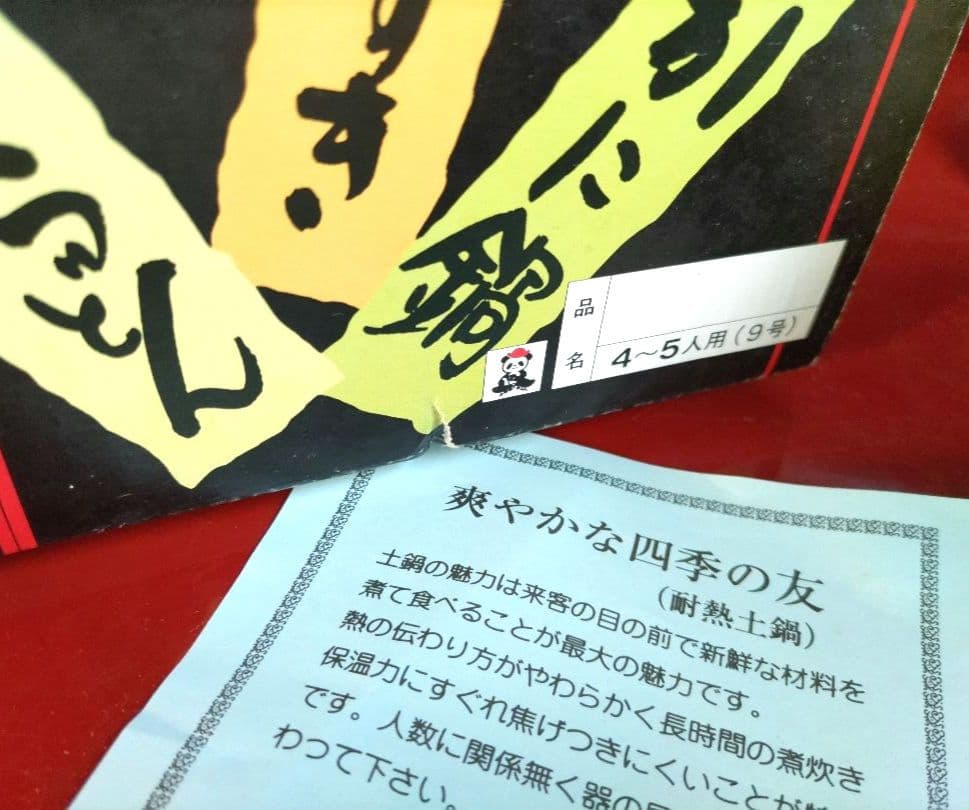 ん
に鍋
品名
4〜5人用(9号)
爽やかな四季の友
(耐熱土鍋)
土鍋の魅力は来客の目の前で新鮮な材料を
煮て食べることが最大の魅力です。
熱の伝わり方がやわらかく長時間の煮炊き
保温力にすぐれ焦げつきにくいことが
です。人数に関係無く器の
わって下さい。